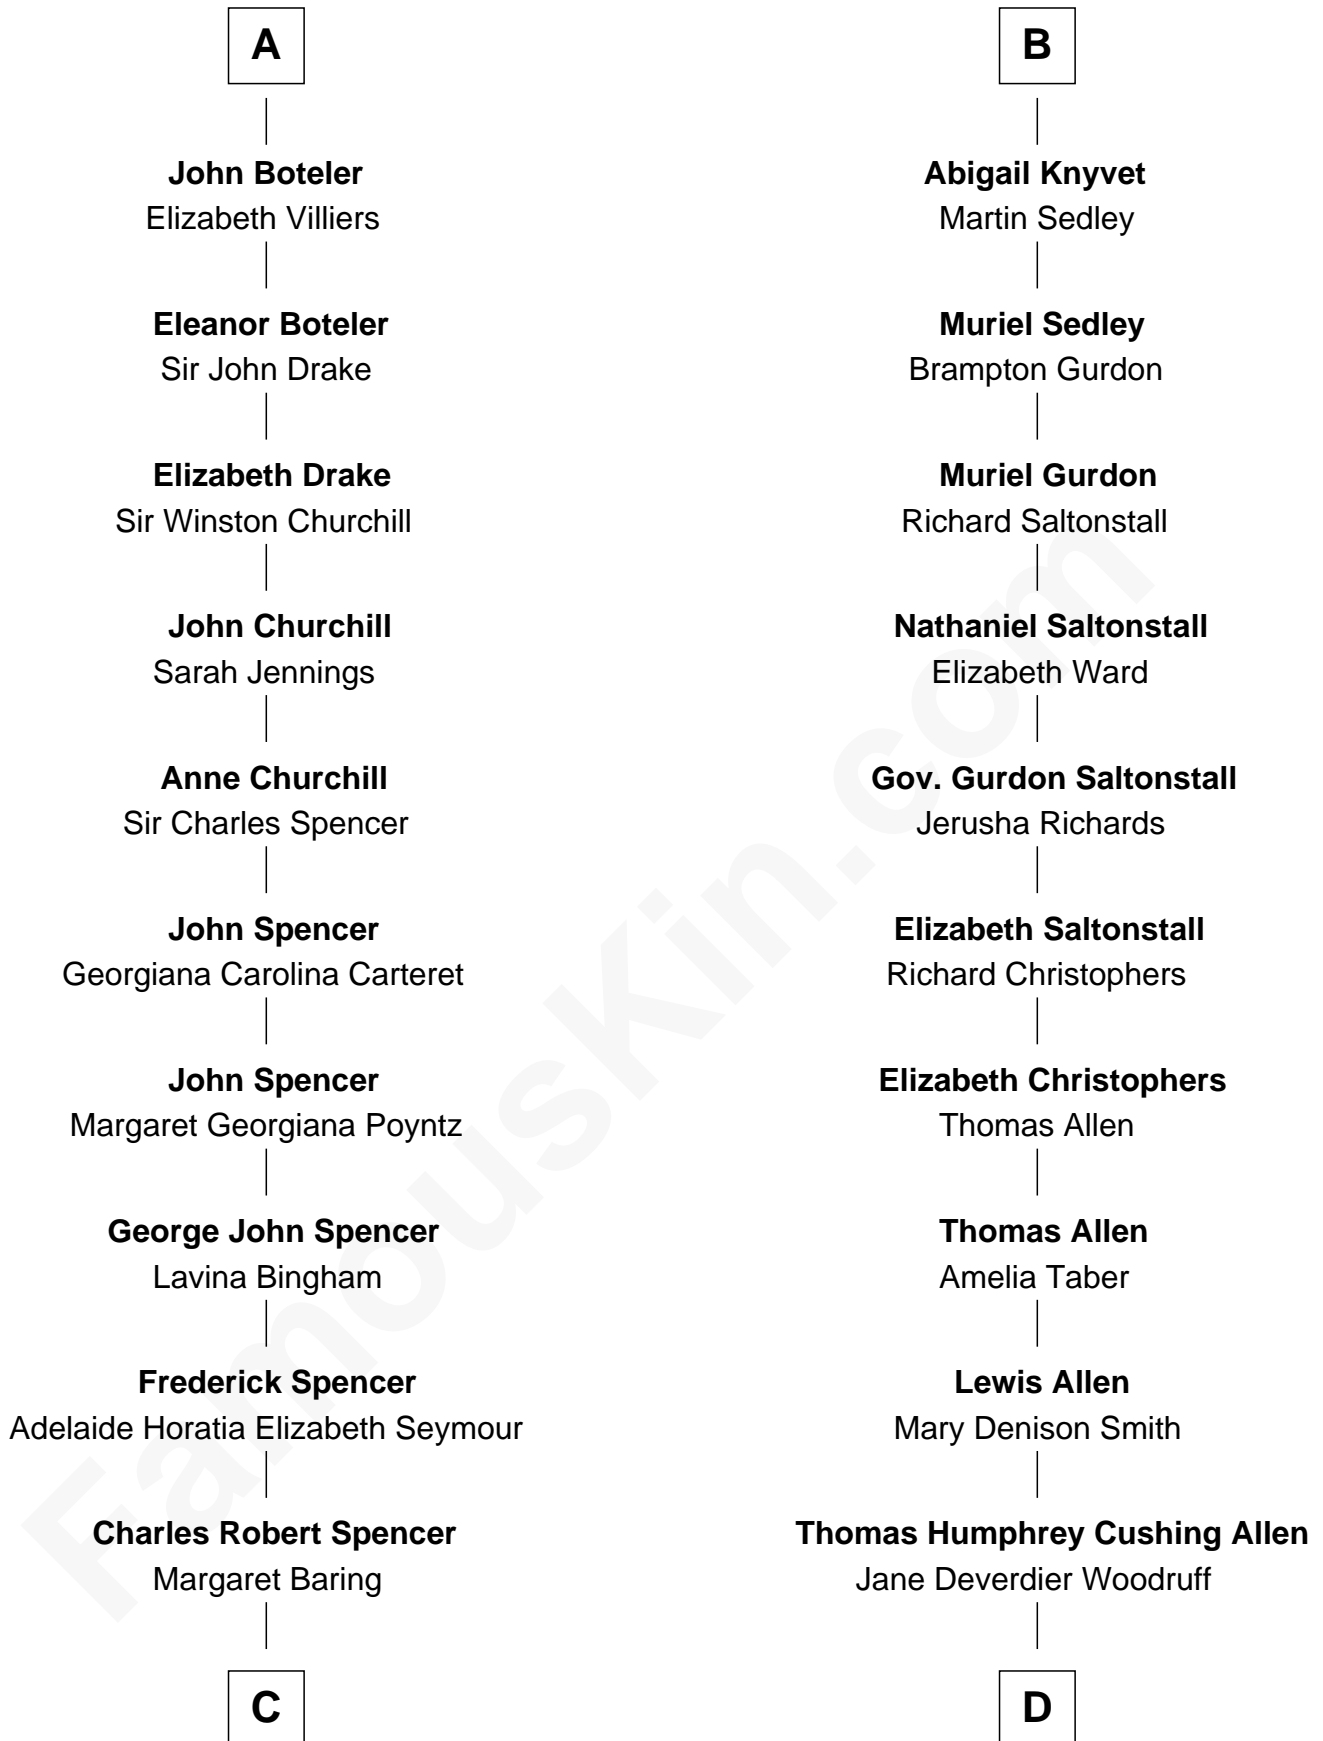 A
John Boteler
Elizabeth Villiers
Eleanor Boteler
Sir John Drake
Elizabeth Drake
Sir Winston Churchill
John Churchill
Sarah Jennings
Anne Churchill
Sir Charles Spencer
John Spencer
Georgiana Carolina Carteret
John Spencer
Margaret Georgiana Poyntz
George John Spencer
Lavina Bingham
Frederick Spencer
Adelaide Horatia Elizabeth Seymour
Charles Robert Spencer
Margaret Baring
C
B
Abigail Knyvet
Martin Sedley
Muriel Sedley
Brampton Gurdon
Muriel Gurdon
Richard Saltonstall
Nathaniel Saltonstall
Elizabeth Ward
Gov. Gurdon Saltonstall
Jerusha Richards
Elizabeth Saltonstall
Richard Christophers
Elizabeth Christophers
Thomas Allen
Thomas Allen
Amelia Taber
Lewis Allen
Mary Denison Smith
Thomas Humphrey Cushing Allen
Jane Deverdier Woodruff
D
FamousKin.com